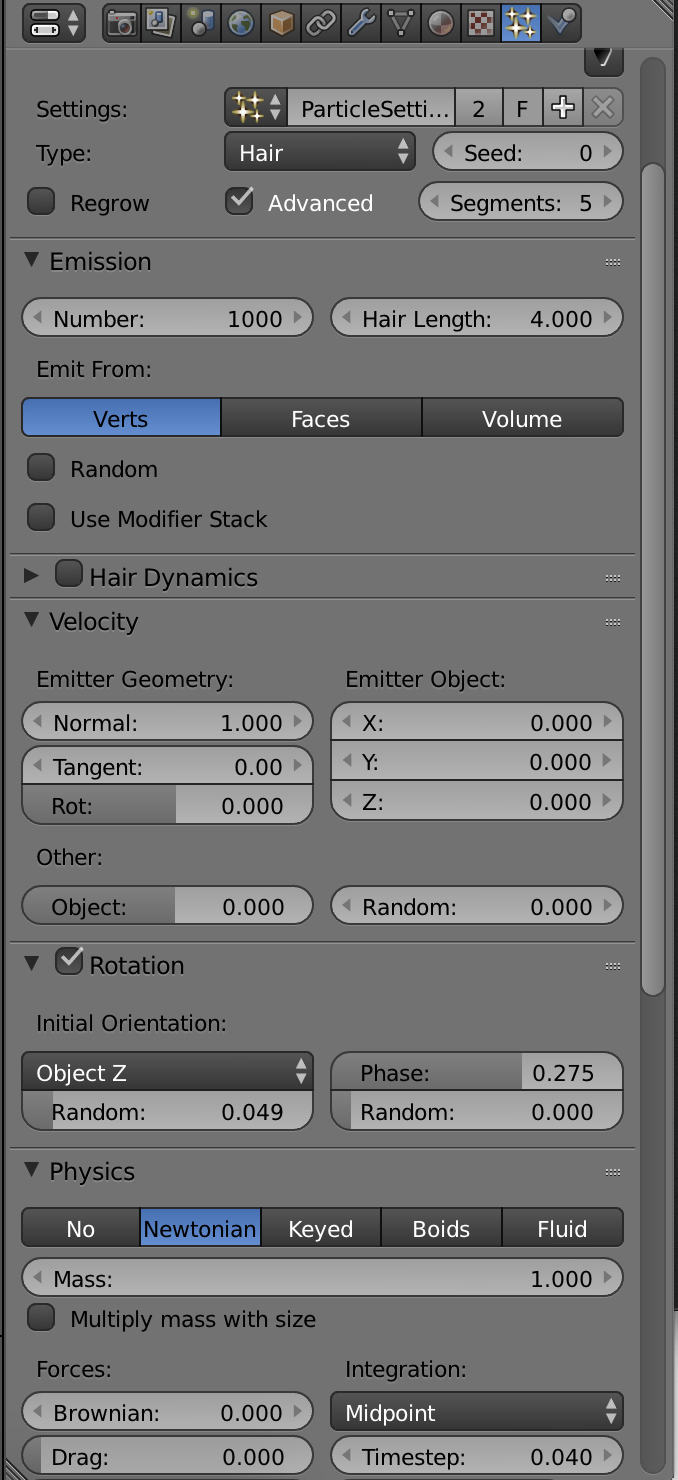 Settings: ParticleSetti... 2 F
Type: Hair Seed: 0
Regrow Advanced Segments: 5
Emission
Number: 1000 Hair Length: 4.000
Emit From:
Verts Faces Volume
Random
Use Modifier Stack
Hair Dynamics
Velocity
Emitter Geometry: Emitter Object:
Normal: 1.000 X: 0.000
Tangent: 0.00 Y: 0.000
Rot: 0.000 Z: 0.000
Other:
Object: 0.000 Random: 0.000
Rotation
Initial Orientation:
Object Z Phase: 0.275
Random: 0.049 Random: 0.000
Physics
No Newtonian Keyed Boids Fluid
Mass: 1.000
Multiply mass with size
Forces: Integration:
Brownian: 0.000 Midpoint
Drag: 0.000 Timestep: 0.040